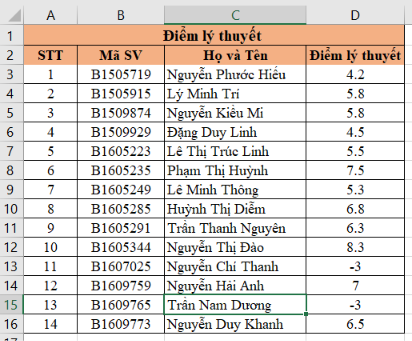 A B C D
1 Điểm lý thuyết
2 STT Mã SV Họ và Tên Điểm lý thuyết
3 1 B1505719 Nguyễn Phước Hiếu 4.2
4 2 B1505915 Lý Minh Trí 5.8
5 3 B1509874 Nguyễn Kiều Mi 5.8
6 4 B1509929 Đặng Duy Linh 4.5
7 5 B1605223 Lê Thị Trúc Linh 5.5
8 6 B1605235 Phạm Thị Huỳnh 7.5
9 7 B1605249 Lê Minh Thông 5.3
10 8 B1605285 Huỳnh Thị Diễm 6.8
11 9 B1605291 Trần Thanh Nguyên 6.3
12 10 B1605344 Nguyễn Thị Đào 8.3
13 11 B1607025 Nguyễn Chí Thanh -3
14 12 B1609759 Nguyễn Hải Anh 7
15 13 B1609765 Trần Nam Dương -3
16 14 B1609773 Nguyễn Duy Khanh 6.5